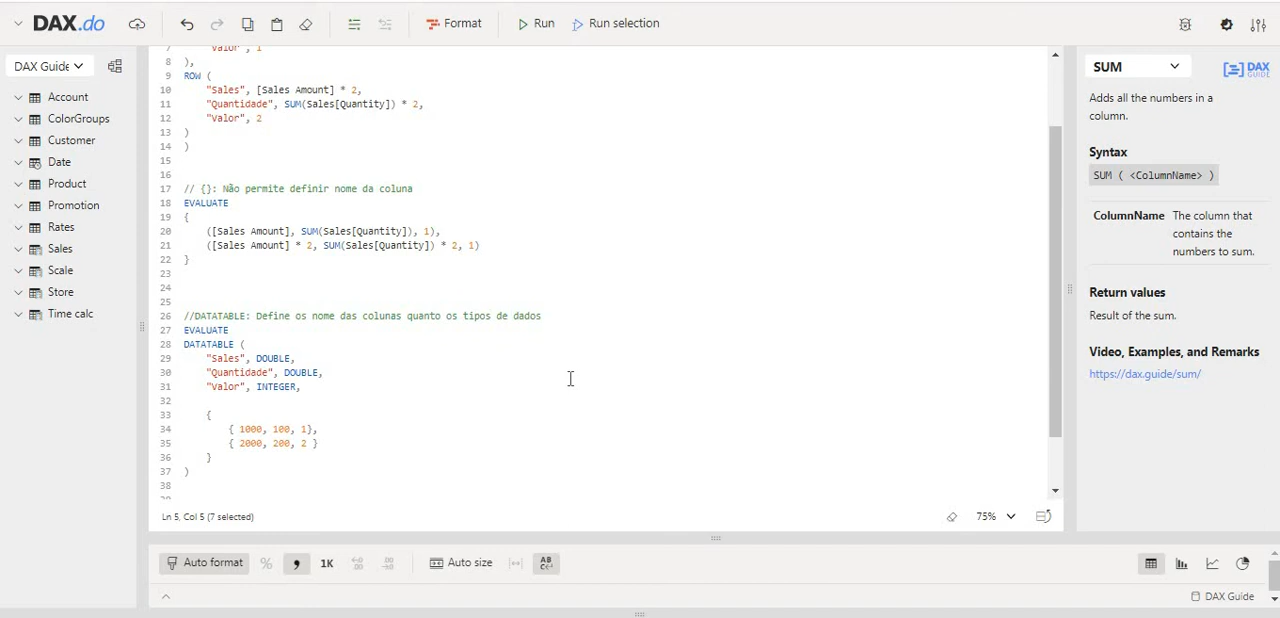 DAX.do
Format
Run
Run selection
DAX Guide
Account
ColorGroups
Customer
Date
Product
Promotion
Rates
Sales
Scale
Store
Time calc
7 "Valor", 1
8 ),
9 ROW (
10 "Sales", [Sales Amount] * 2,
11 "Quantidade", SUM(Sales[Quantity]) * 2,
12 "Valor", 2
13 )
14 )
15
16
17 // {}: Não permite definir nome da coluna
18 EVALUATE
19 {
20 ([Sales Amount], SUM(Sales[Quantity]), 1),
21 ([Sales Amount] * 2, SUM(Sales[Quantity]) * 2, 1)
22 }
23
24
25
26 //DATATABLE: Define os nome das colunas quanto os tipos de dados
27 EVALUATE
28 DATATABLE (
29 "Sales", DOUBLE,
30 "Quantidade", DOUBLE,
31 "Valor", INTEGER,
32
33 {
34 { 1000, 100, 1},
35 { 2000, 200, 2 }
36 }
37 )
38
39
Ln 5, Col 5 (7 selected)
75%
SUM
DAX GUIDE
Adds all the numbers in a
column.
Syntax
SUM ( <ColumnName> )
ColumnName The column that
contains the
numbers to sum.
Return values
Result of the sum.
Video, Examples, and Remarks
https://dax.guide/sum/
Auto format
%
,
1K
Auto size
AB
C
DAX Guide